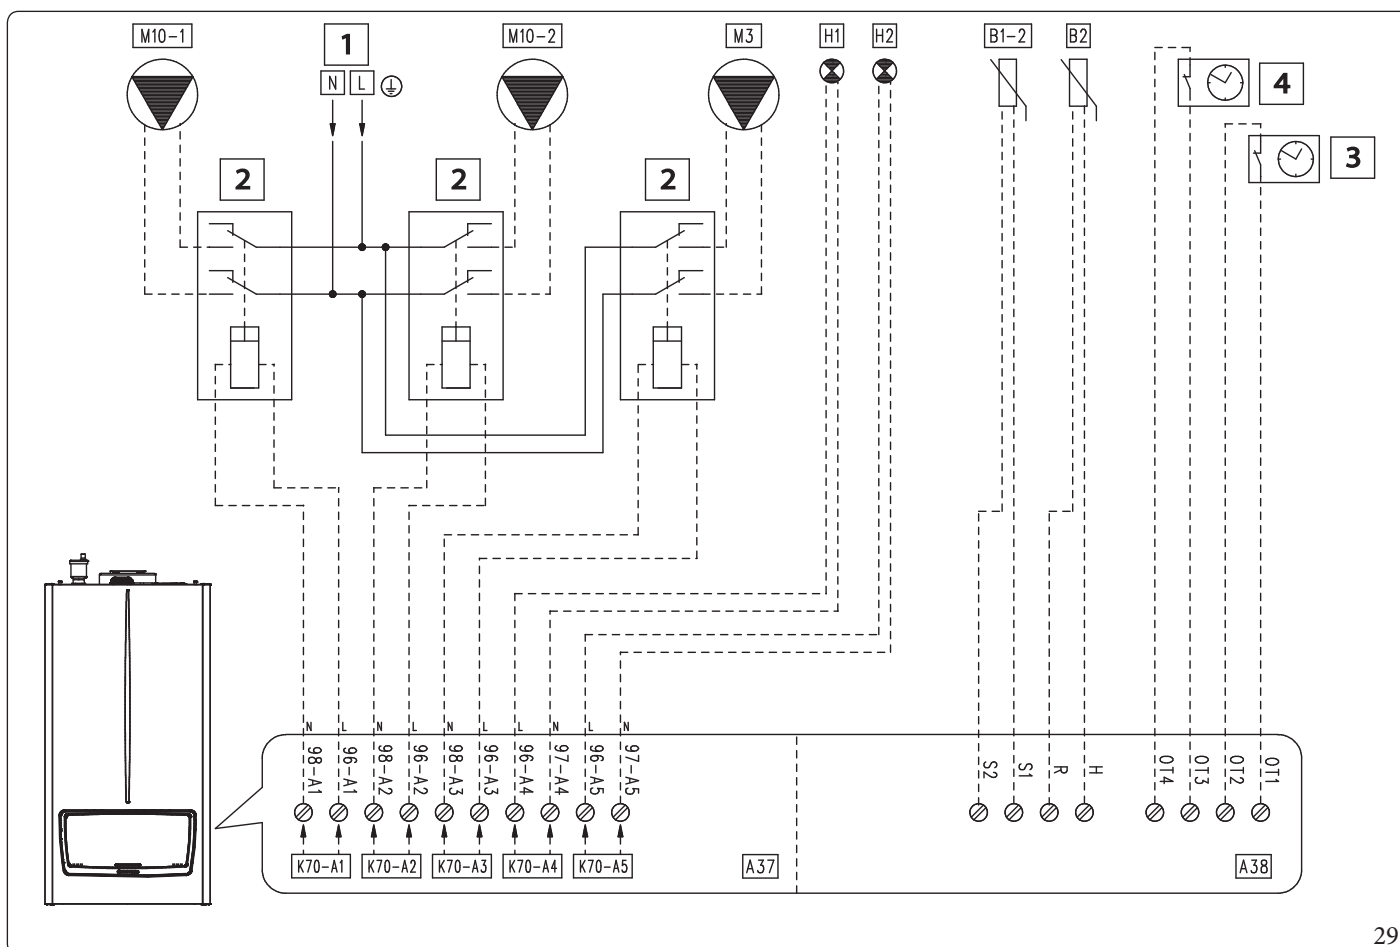 M10-1
1
M10-2
M3
H1
H2
B1-2
B2
N L
4
3
2
2
2
N L N L N L L N L N
98-A1 96-A1 98-A2 96-A2 98-A3 96-A3 96-A4 97-A4 96-A5 97-A5
S2 S1 R H OT4 OT3 OT2 OT1
K70-A1 K70-A2 K70-A3 K70-A4 K70-A5 A37 A38
29